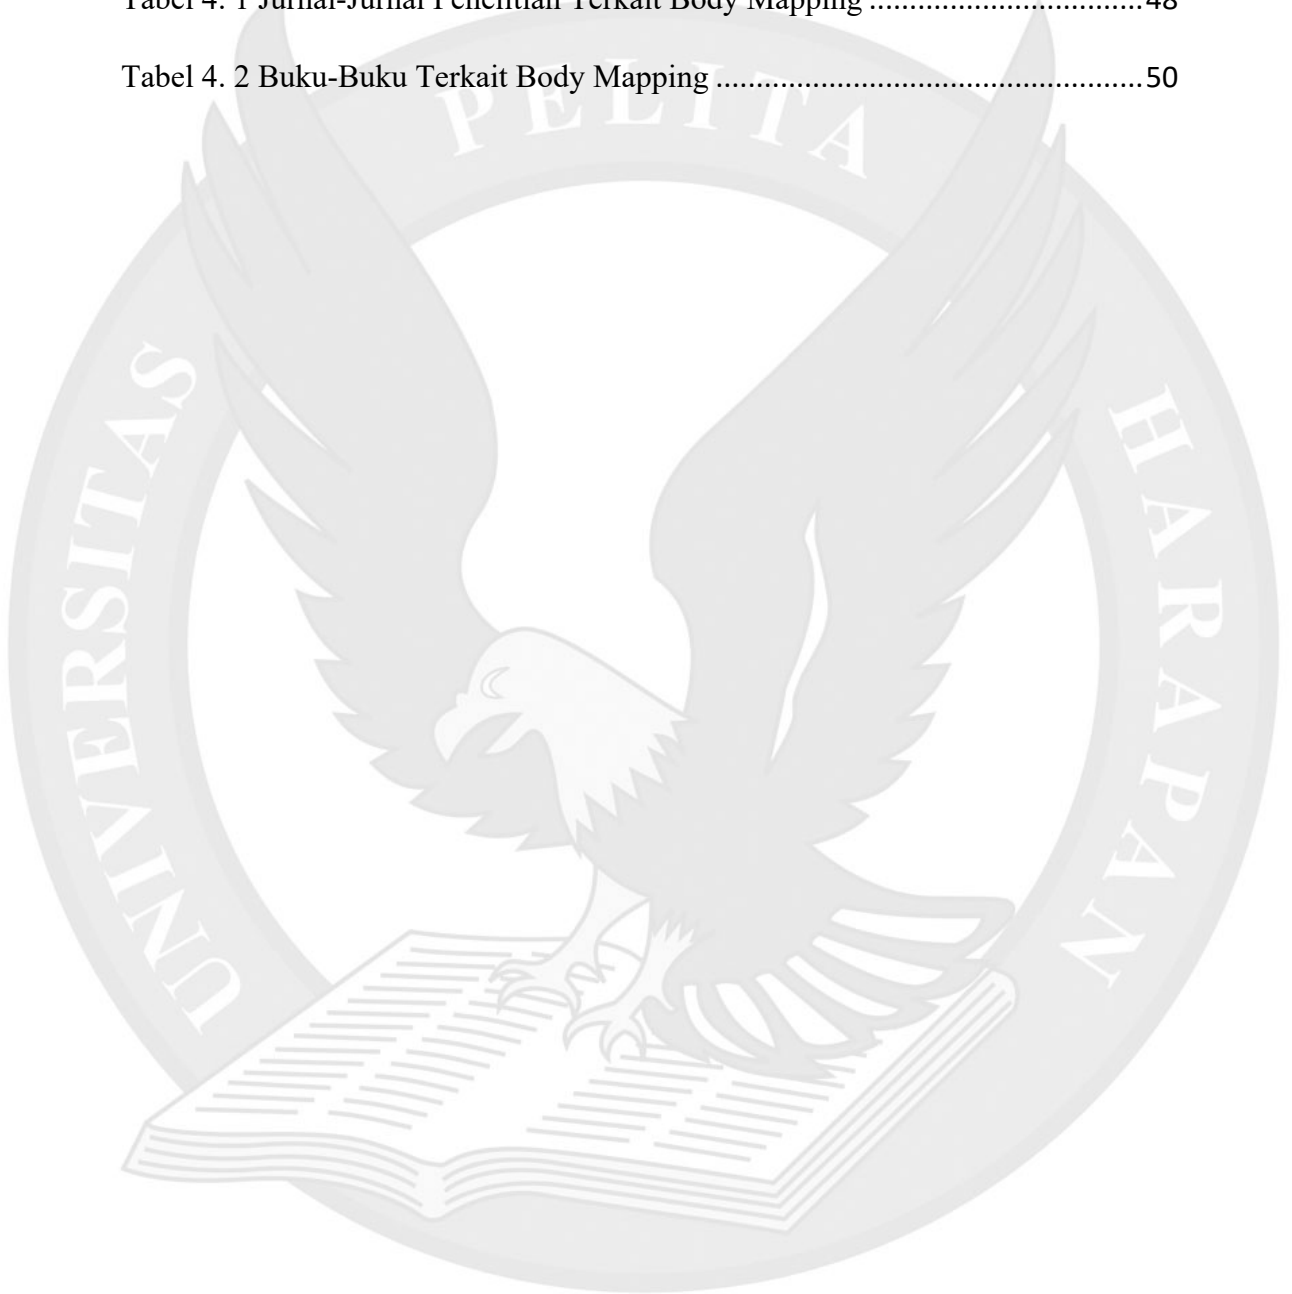 Tabel 4. 1 Jurnal-Jurnal Penelitian Terkait Body Mapping ..................................48
Tabel 4. 2 Buku-Buku Terkait Body Mapping .....................................................50
UNIVERSITAS PELITA HARAPAN